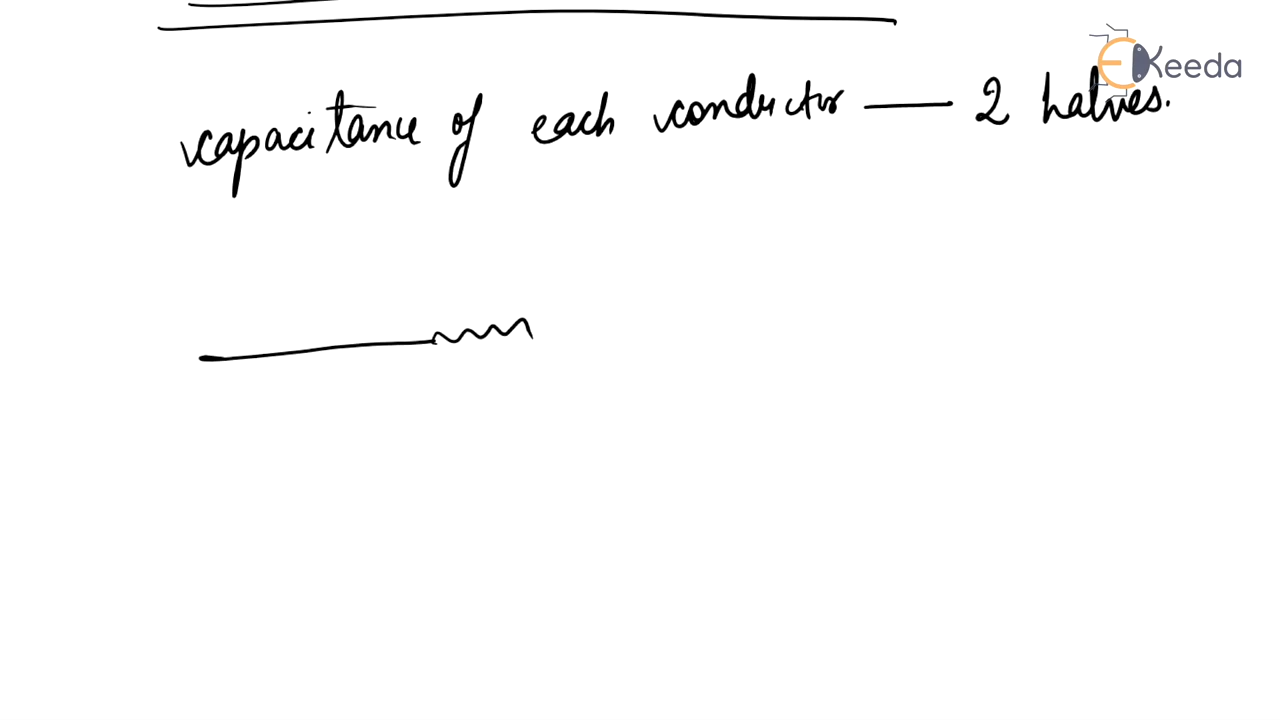 EKeeda
capacitance of each conductor — 2 halves.